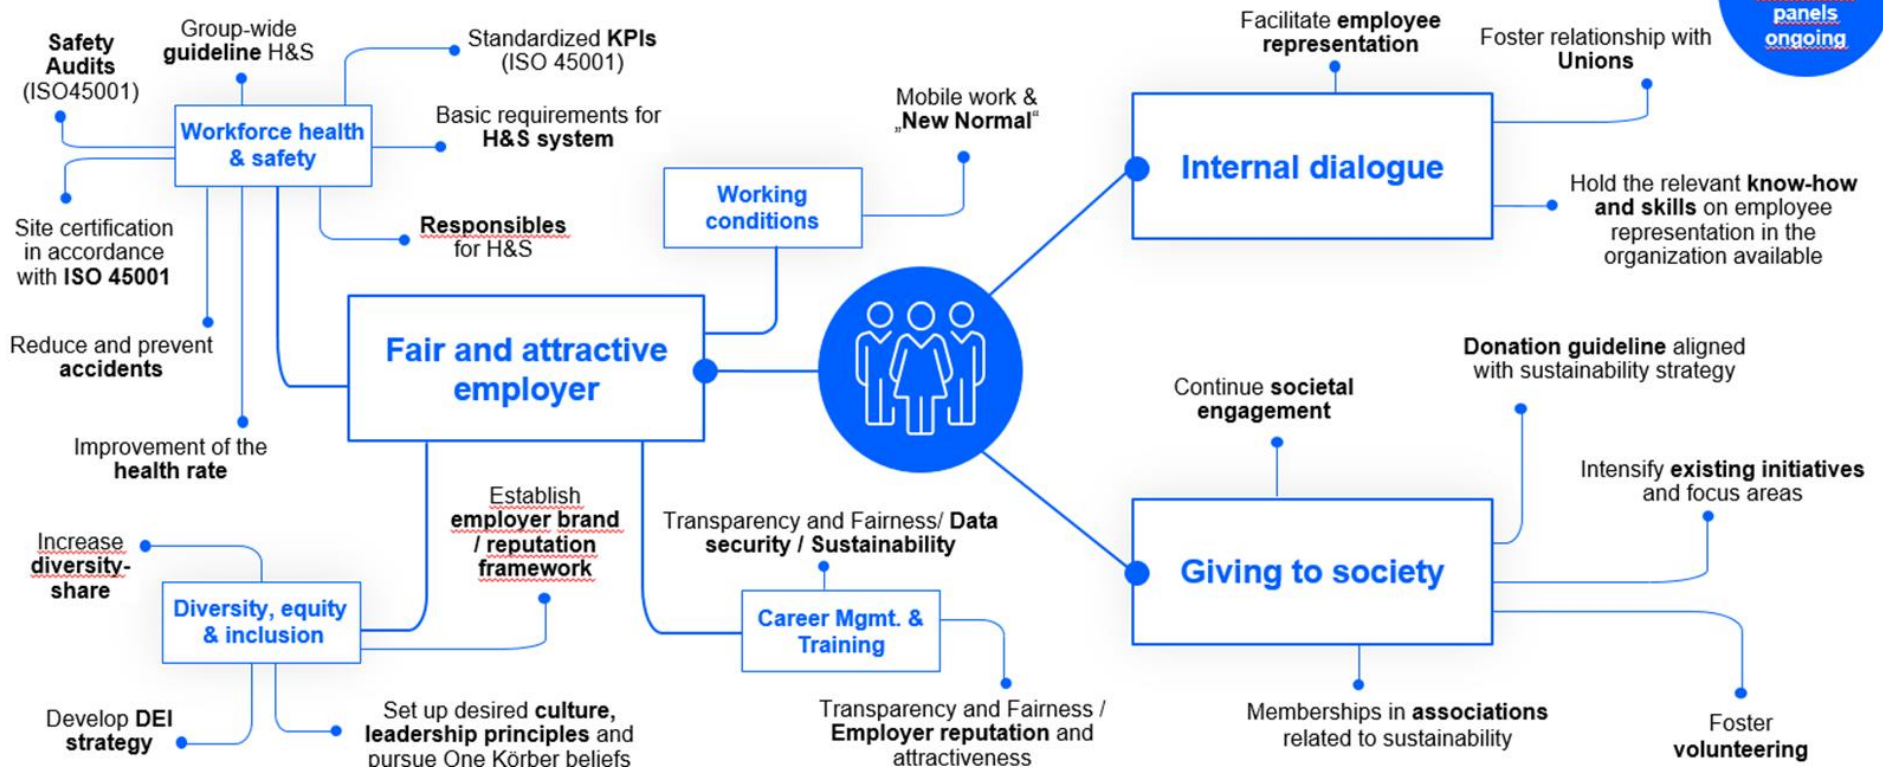 panels
ongoing
Safety
Audits
(ISO45001)
Group-wide
guideline H&S
Standardized KPIs
(ISO 45001)
Basic requirements for
H&S system
Workforce health
& safety
Site certification
in accordance
with ISO 45001
Responsibles
for H&S
Reduce and prevent
accidents
Improvement of the
health rate
Mobile work &
„New Normal“
Working
conditions
Fair and attractive
employer
Increase
diversity-
share
Diversity, equity
& inclusion
Establish
employer brand
/ reputation
framework
Develop DEI
strategy
Set up desired culture,
leadership principles and
pursue One Körber beliefs
Transparency and Fairness/ Data
security / Sustainability
Career Mgmt. &
Training
Transparency and Fairness /
Employer reputation and
attractiveness
Facilitate employee
representation
Foster relationship with
Unions
Internal dialogue
Hold the relevant know-how
and skills on employee
representation in the
organization available
Continue societal
engagement
Donation guideline aligned
with sustainability strategy
Intensify existing initiatives
and focus areas
Giving to society
Memberships in associations
related to sustainability
Foster
volunteering